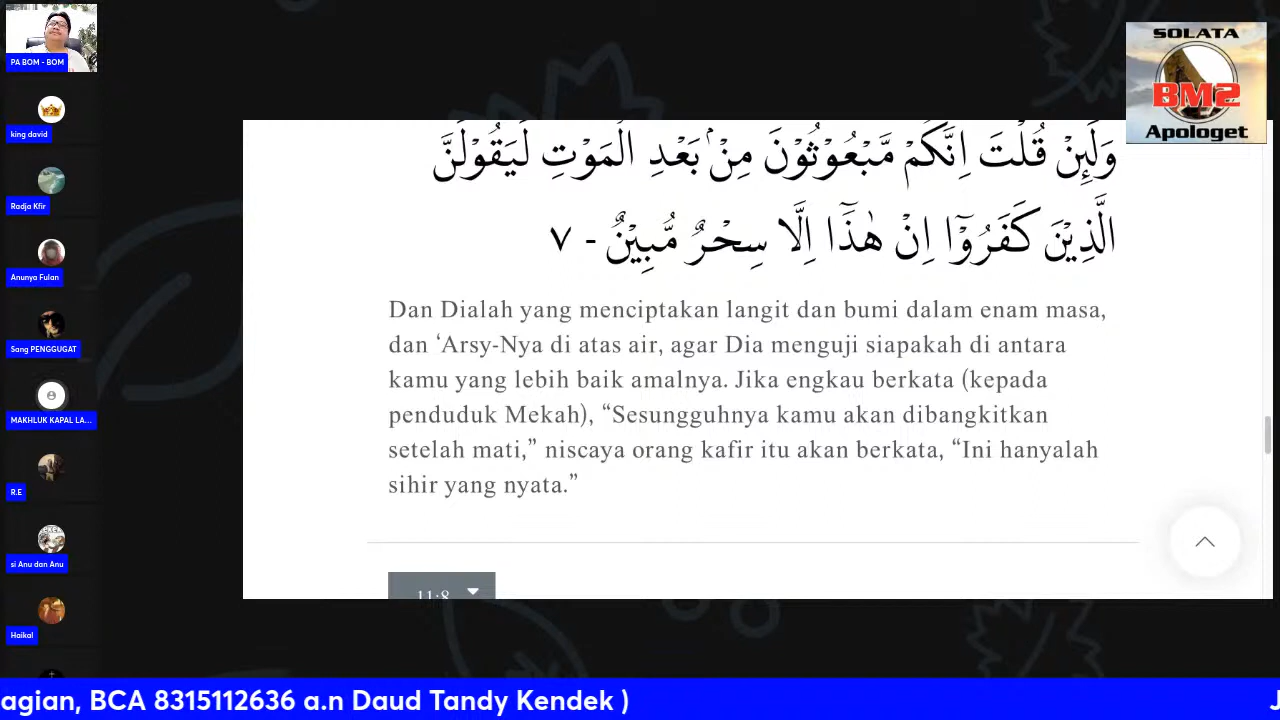 PA BOM - BOM
king david
Radja Kfir
Anunya Fulan
Sang PENGGUGAT
MAKHLUK KAPAL LA...
R.E
si Anu dan Anu
Haikal
SOLATA
BM2
Apologet
وَلَىِٕنْ قُلْتَ اِنَّكُمْ مَّبْعُوْثُوْنَ مِنْۢ بَعْدِ الْمَوْتِ لَيَقُوْلَنَّ
الَّذِيْنَ كَفَرُوْٓا اِنْ هٰذَٓا اِلَّا سِحْرٌ مُّبِيْنٌ - ٧
Dan Dialah yang menciptakan langit dan bumi dalam enam masa,
dan ‘Arsy-Nya di atas air, agar Dia menguji siapakah di antara
kamu yang lebih baik amalnya. Jika engkau berkata (kepada
penduduk Mekah), “Sesungguhnya kamu akan dibangkitkan
setelah mati,” niscaya orang kafir itu akan berkata, “Ini hanyalah
sihir yang nyata.”
11:8
agian, BCA 8315112636 a.n Daud Tandy Kendek )